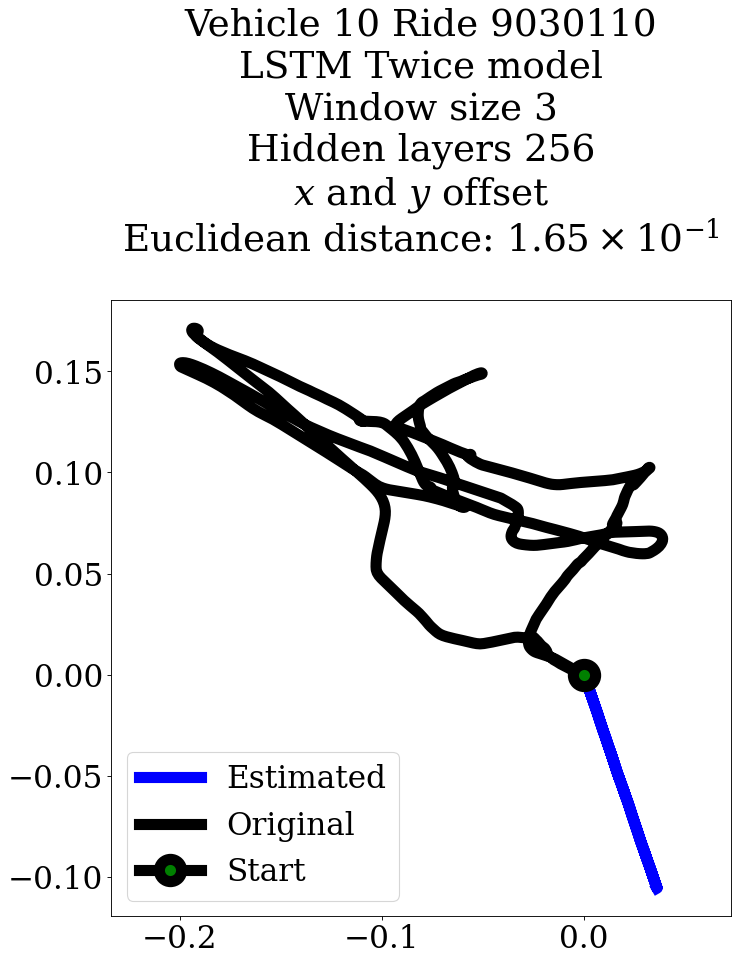 Vehicle 10 Ride 9030110
LSTM Twice model
Window size 3
Hidden layers 256
x and y offset
Euclidean distance: 1.65 × 10⁻¹
0.15
0.10
0.05
0.00
−0.05
−0.10
Estimated
Original
Start
−0.2
−0.1
0.0